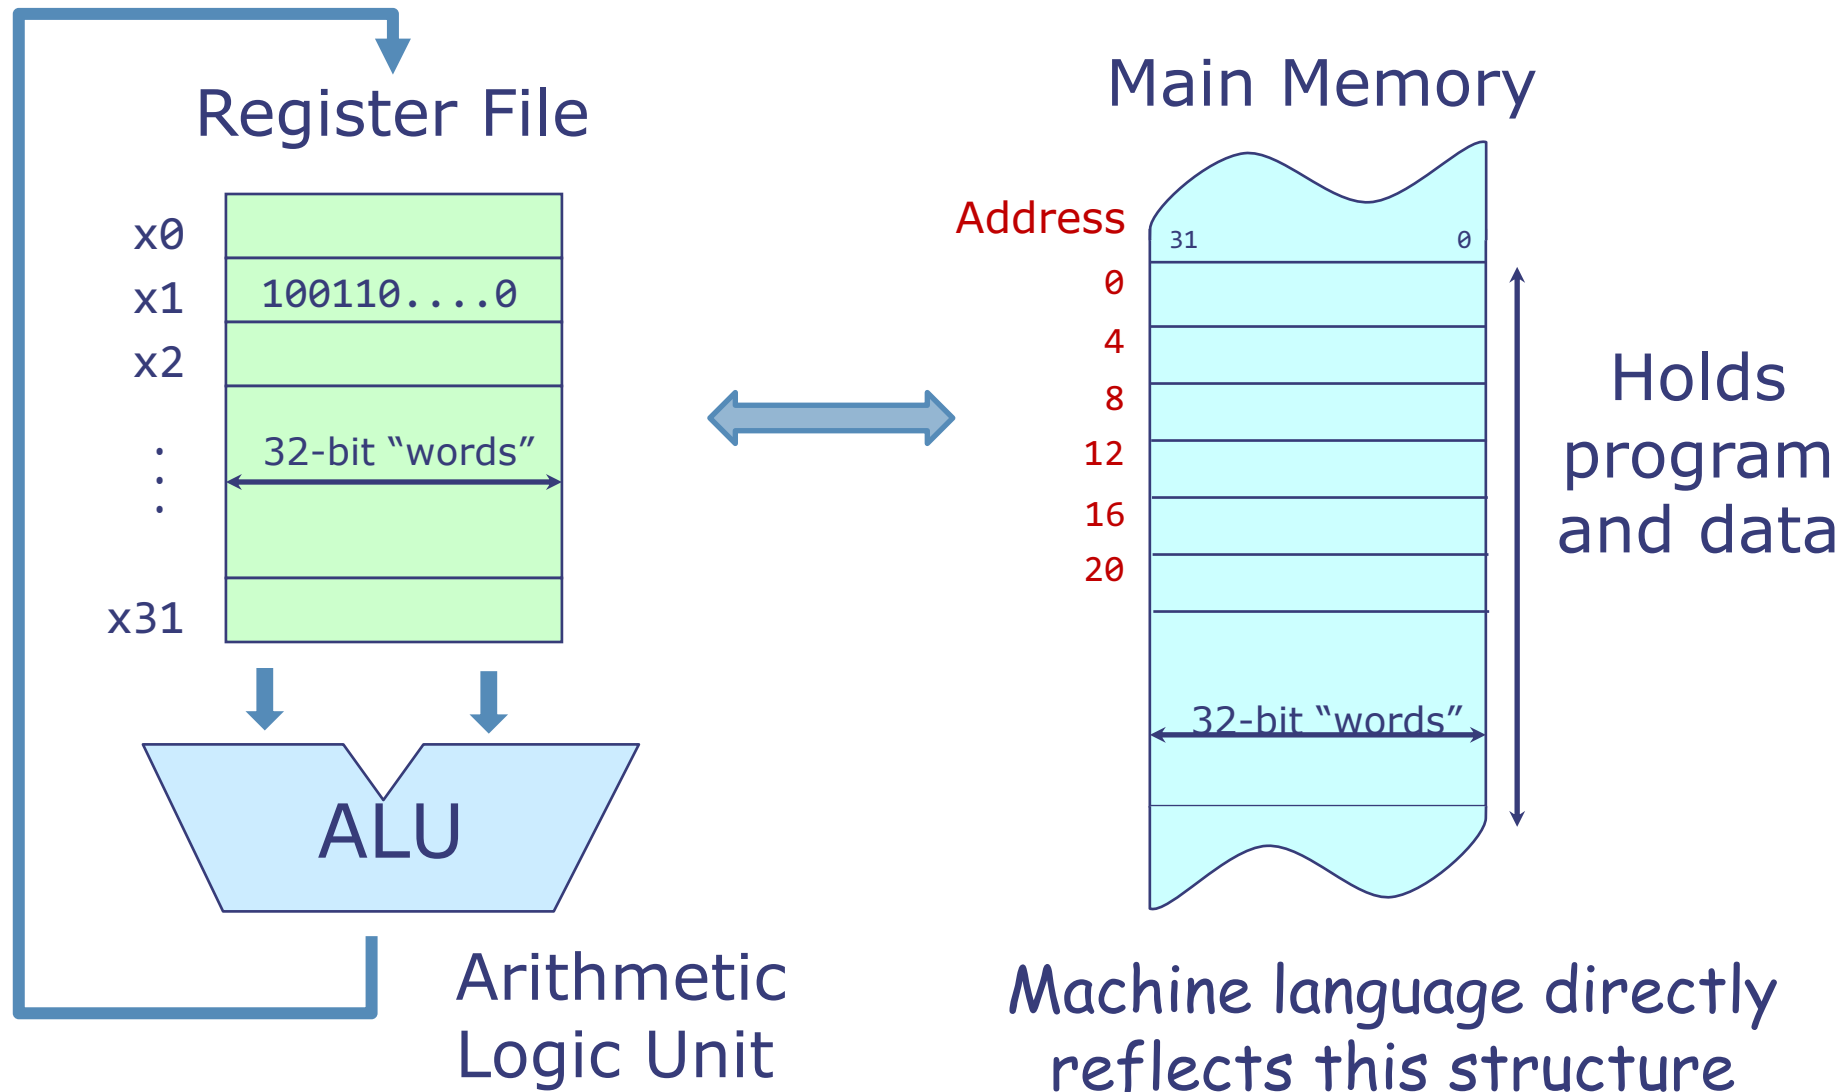 Register File
x0
x1
100110....0
x2
.
.
.
32-bit “words”
x31
ALU
Arithmetic
Logic Unit
Main Memory
Address
31 0
0
4
8
12
16
20
32-bit “words”
Holds
program
and data
Machine language directly
reflects this structure